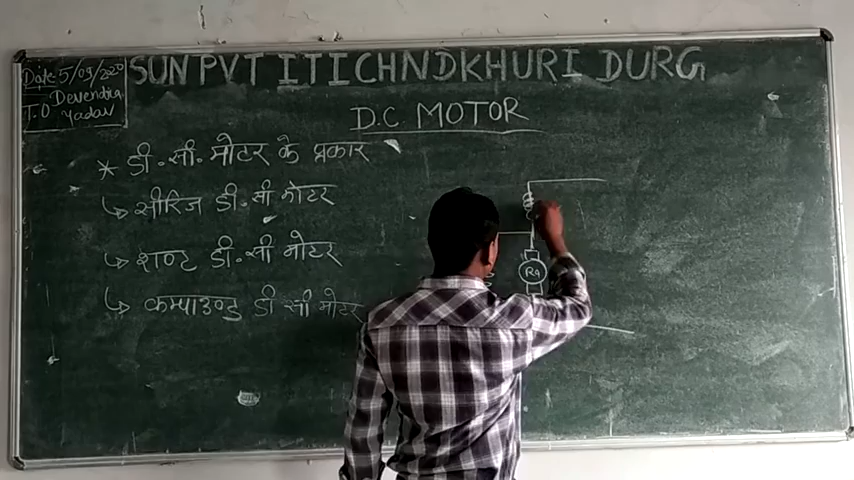 Date 5/09/2020
T.O Devendra
Yadav
SUN PVT ITI CHNDKHURI DURG
D.C MOTOR
* डी.सी. मोटर के प्रकार
↳ सीरिज डी.सी मोटर
↳ शण्ट डी.सी मोटर
↳ कम्पाउण्ड डी सी मोटर
Ra